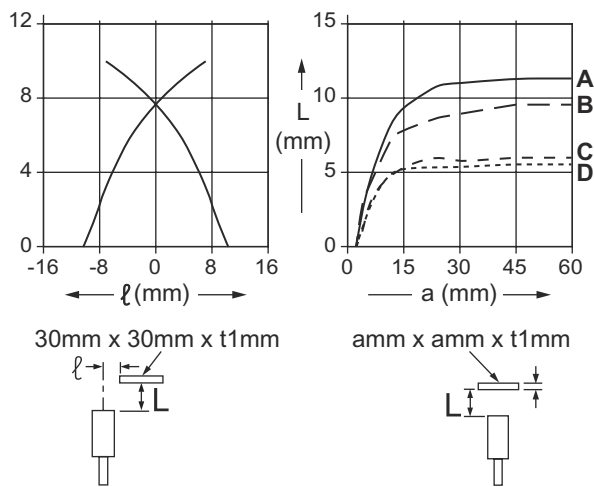 12
8
4
0
-16 -8 0 8 16
ℓ (mm)
L
(mm)
15
10
5
0
0 15 30 45 60
a (mm)
A
B
C
D
30mm x 30mm x t1mm
ℓ
L
amm x amm x t1mm
L